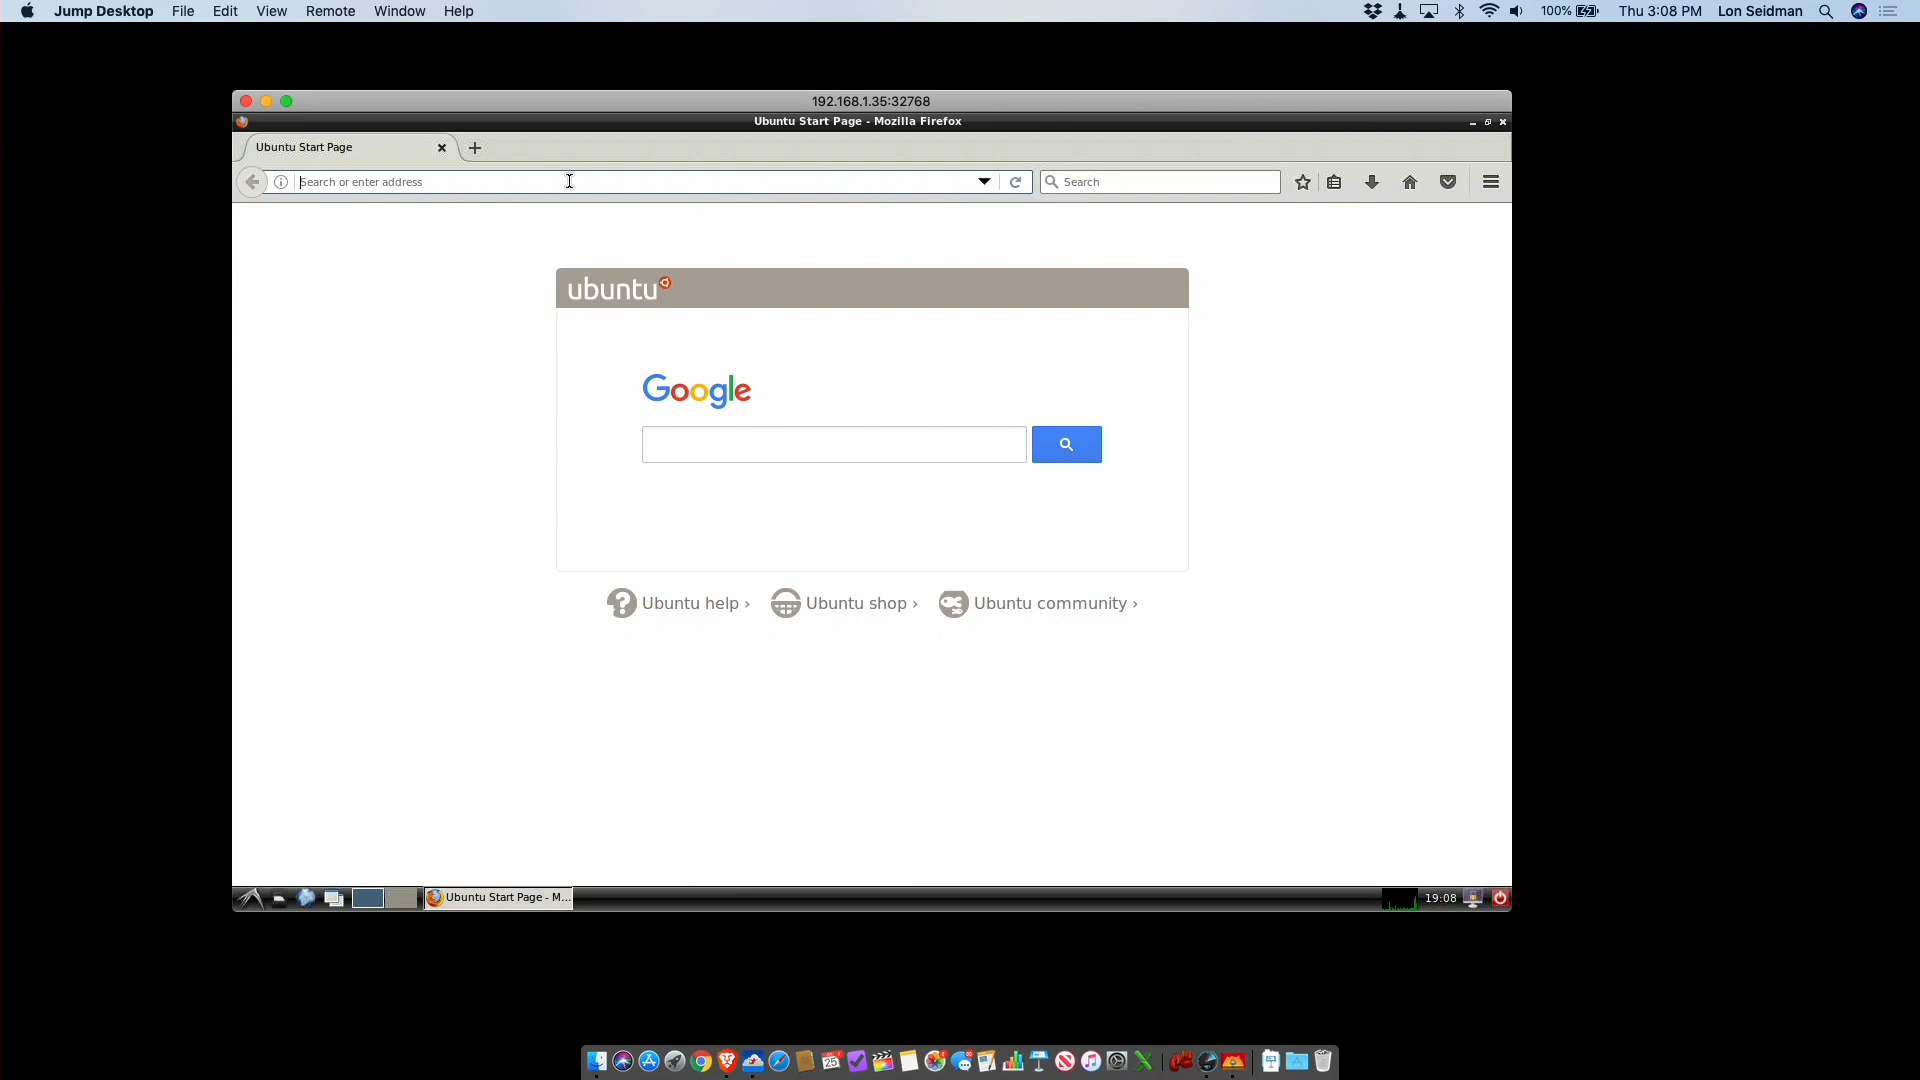 Jump Desktop File Edit View Remote Window Help 100% Thu 3:08 PM Lon Seidman
192.168.1.35:32768
Ubuntu Start Page - Mozilla Firefox
Ubuntu Start Page
Search or enter address Search
ubuntu
Google
Ubuntu help › Ubuntu shop › Ubuntu community ›
Ubuntu Start Page - M... 19:08
25